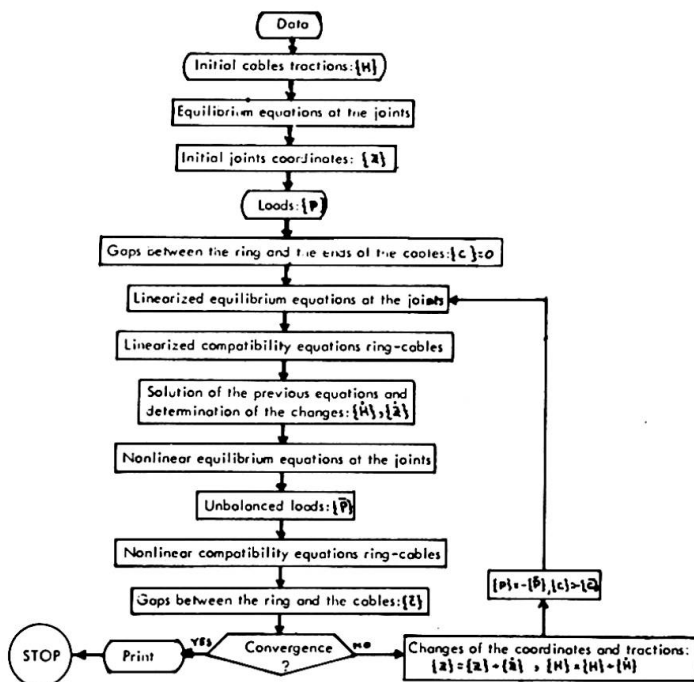 Data
Initial cables tractions: {H}
Equilibrium equations at the joints
Initial joints coordinates: {z}
Loads: {P}
Gaps between the ring and the ends of the cables: {c}=0
Linearized equilibrium equations at the joints
Linearized compatibility equations ring-cables
Solution of the previous equations and
determination of the changes: {Ḣ}, {ż}
Nonlinear equilibrium equations at the joints
Unbalanced loads: {P̄}
Nonlinear compatibility equations ring-cables
Gaps between the ring and the cables: {c̄}
Convergence
?
YES
Print
STOP
NO
Changes of the coordinates and tractions:
{z} = {z} + {ż} , {H} = {H} + {Ḣ}
{P}=-{P̄},